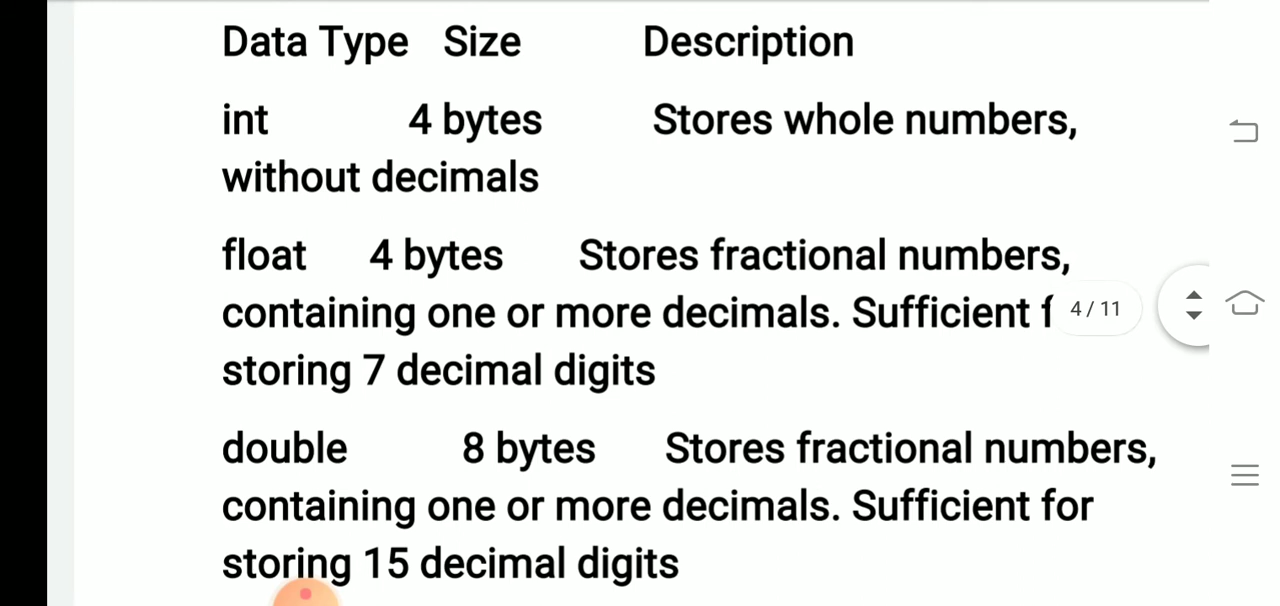 Data Type Size Description
int 4 bytes Stores whole numbers,
without decimals
float 4 bytes Stores fractional numbers,
containing one or more decimals. Sufficient
4 / 11
storing 7 decimal digits
double 8 bytes Stores fractional numbers,
containing one or more decimals. Sufficient for
storing 15 decimal digits